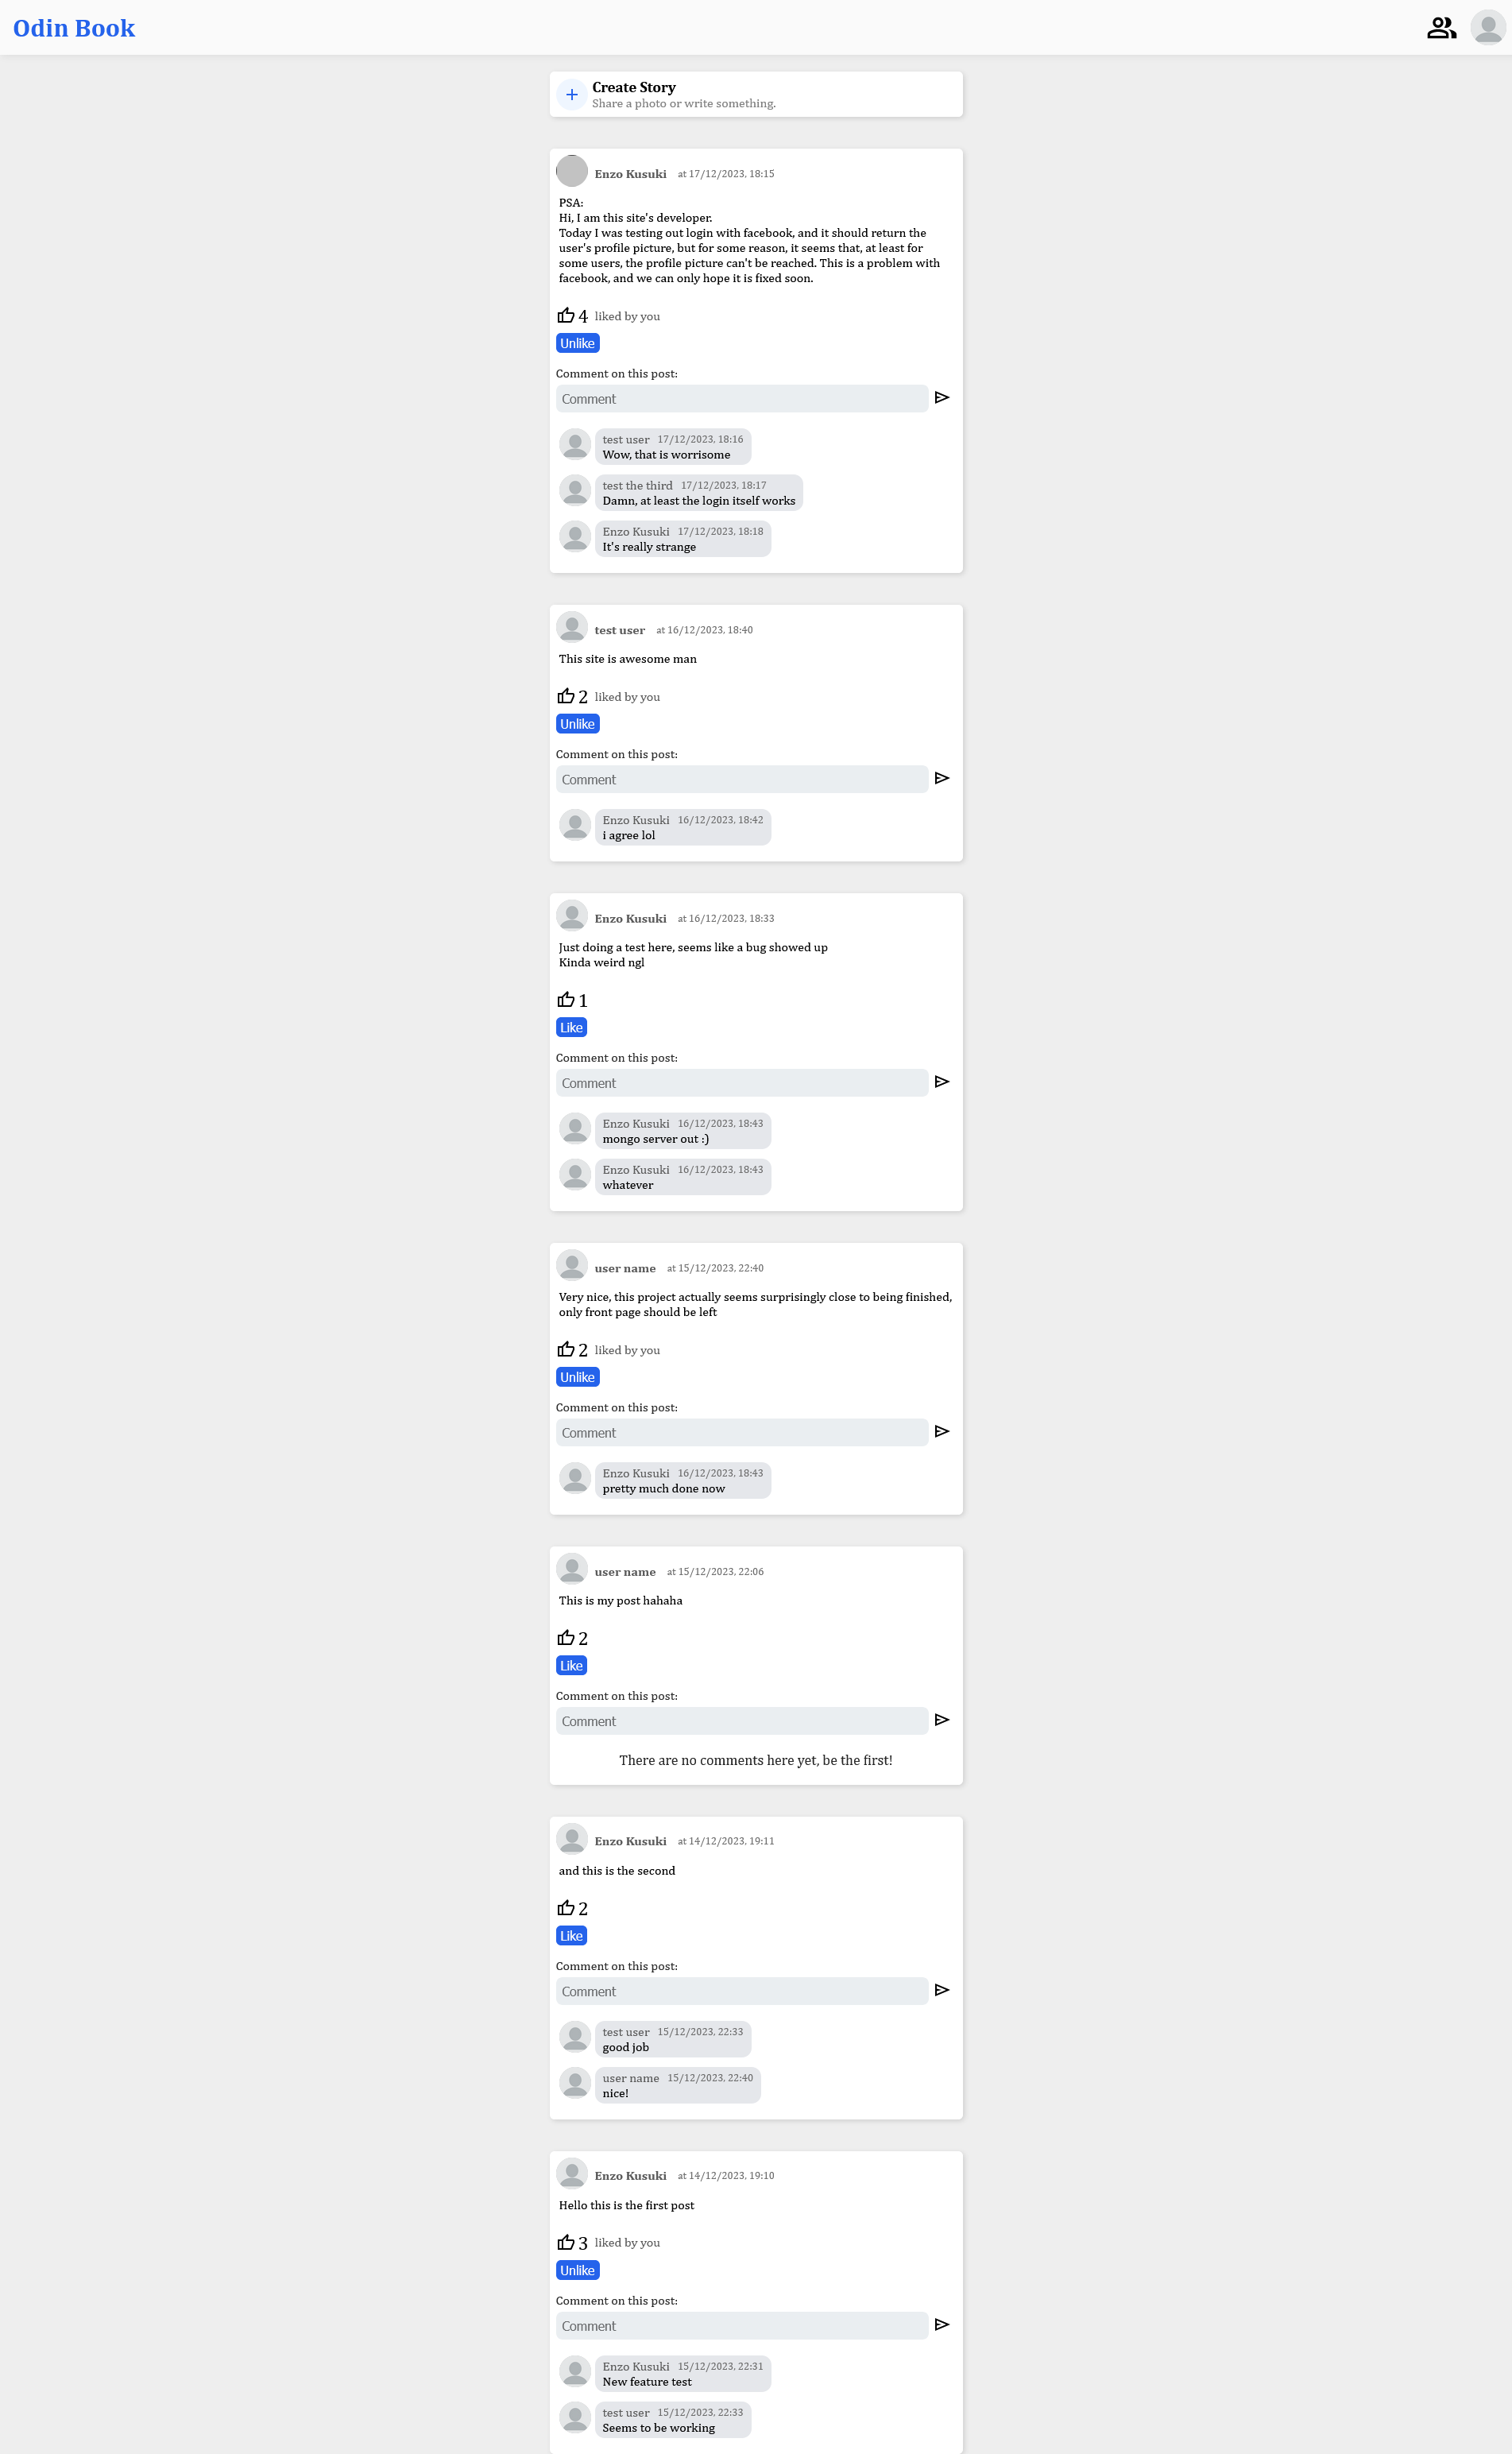 Odin Book
Create Story
Share a photo or write something.
Enzo Kusuki at 17/12/2023, 18:15
PSA:
Hi, I am this site's developer.
Today I was testing out login with facebook, and it should return the
user's profile picture, but for some reason, it seems that, at least for
some users, the profile picture can't be reached. This is a problem with
facebook, and we can only hope it is fixed soon.
4 liked by you
Unlike
Comment on this post:
Comment
test user 17/12/2023, 18:16
Wow, that is worrisome
test the third 17/12/2023, 18:17
Damn, at least the login itself works
Enzo Kusuki 17/12/2023, 18:18
It's really strange
test user at 16/12/2023, 18:40
This site is awesome man
2 liked by you
Unlike
Comment on this post:
Comment
Enzo Kusuki 16/12/2023, 18:42
i agree lol
Enzo Kusuki at 16/12/2023, 18:33
Just doing a test here, seems like a bug showed up
Kinda weird ngl
1
Like
Comment on this post:
Comment
Enzo Kusuki 16/12/2023, 18:43
mongo server out :)
Enzo Kusuki 16/12/2023, 18:43
whatever
user name at 15/12/2023, 22:40
Very nice, this project actually seems surprisingly close to being finished,
only front page should be left
2 liked by you
Unlike
Comment on this post:
Comment
Enzo Kusuki 16/12/2023, 18:43
pretty much done now
user name at 15/12/2023, 22:06
This is my post hahaha
2
Like
Comment on this post:
Comment
There are no comments here yet, be the first!
Enzo Kusuki at 14/12/2023, 19:11
and this is the second
2
Like
Comment on this post:
Comment
test user 15/12/2023, 22:33
good job
user name 15/12/2023, 22:40
nice!
Enzo Kusuki at 14/12/2023, 19:10
Hello this is the first post
3 liked by you
Unlike
Comment on this post:
Comment
Enzo Kusuki 15/12/2023, 22:31
New feature test
test user 15/12/2023, 22:33
Seems to be working